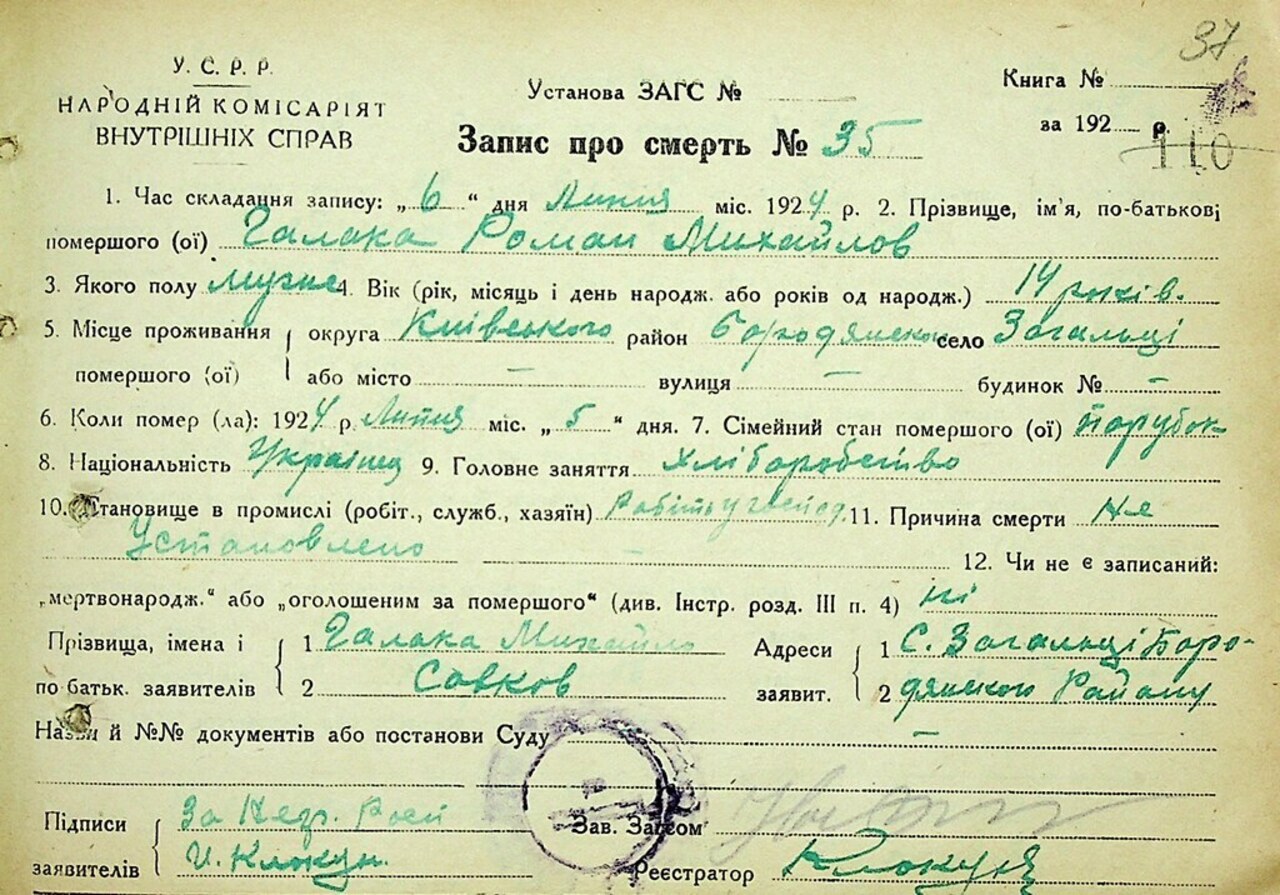 37
У. С. Р. Р.
НАРОДНІЙ КОМІСАРІЯТ
ВНУТРІШНІХ СПРАВ
Установа ЗАГС №
Книга №
за 192 р.
110
Запис про смерть № 35
1. Час складання запису: „ 6 “ дня Липня міс. 1924 р. 2. Прізвище, ім'я, по-батькові
помершого (ої) Галака Роман Михайлов
3. Якого полу мужне 4. Вік (рік, місяць і день народж. або років од народж.) 14 років.
5. Місце проживання округа Київського район Бородянсько село Загальці
помершого (ої) або місто – вулиця – будинок № –
6. Коли помер (ла): 1924 р. Липня міс. „ 5 “ дня. 7. Сімейний стан помершого (ої) парубок
8. Національність Українец 9. Головне заняття Хліборобство
10. Становище в промислі (робіт., служб., хазяїн) 11. Причина смерти Не
Установлено – 12. Чи не є записаний:
„мертвонародж.“ або „оголошеним за помершого“ (див. Інстр. розд. III п. 4) ні
Прізвища, імена і 1 Галака Михайло Адреси 1 С. Загальці Боро-
по батьк. заявителів 2 Савков заявит. 2 дянского Району
Назви й №№ документів або постанови Суду –
Підписи За Негр.
Зав. Загсом
заявителів И. Клокун. Реєстратор Клокун